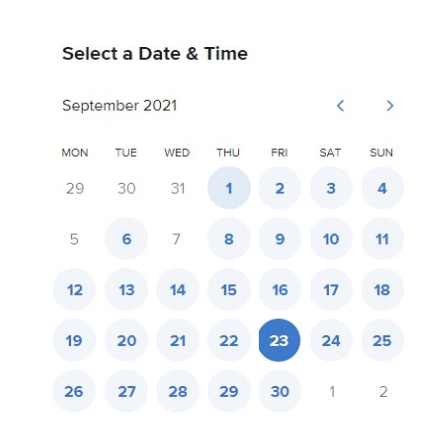 Select a Date & Time
September 2021
MON TUE WED THU FRI SAT SUN
29 30 31 1 2 3 4
5 6 7 8 9 10 11
12 13 14 15 16 17 18
19 20 21 22 23 24 25
26 27 28 29 30 1 2